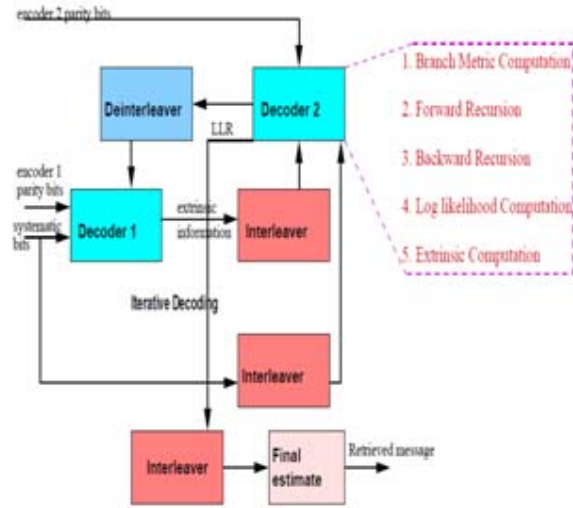 encoder 2 parity bits
Deinterleaver
Decoder 2
1. Branch Metric Computation
2. Forward Recursion
3. Backward Recursion
4. Log likelihood Computation
5. Extrinsic Computation
LLR
encoder 1
parity bits
systematic
bits
Decoder 1
extrinsic
information
Interleaver
Iterative Decoding
Interleaver
Interleaver
Final
estimate
Retrieved message